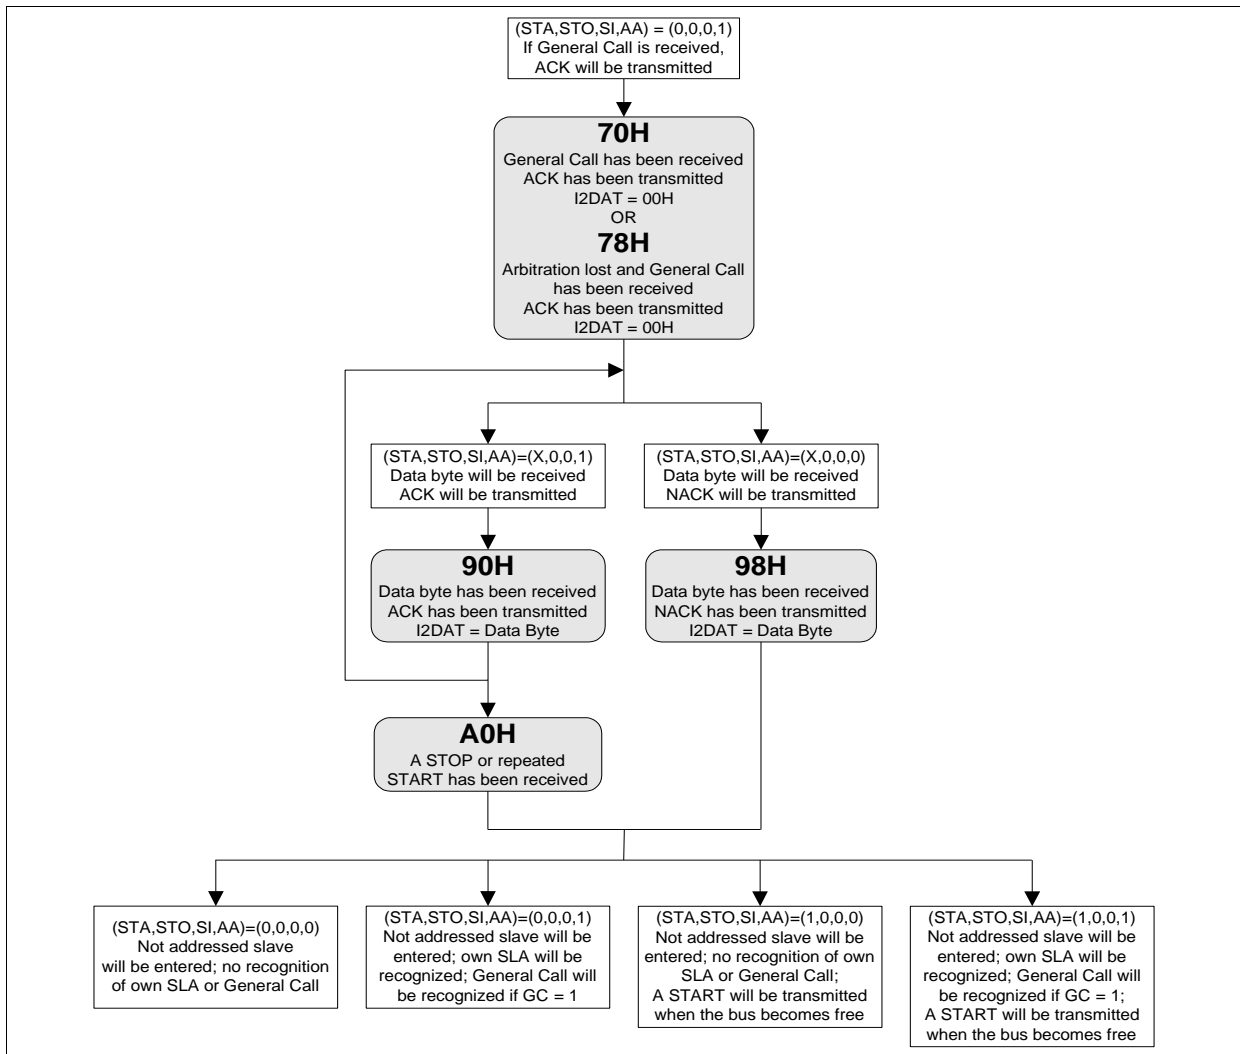 (STA,STO,SI,AA) = (0,0,0,1)
If General Call is received,
ACK will be transmitted
70H
General Call has been received
ACK has been transmitted
I2DAT = 00H
OR
78H
Arbitration lost and General Call
has been received
ACK has been transmitted
I2DAT = 00H
(STA,STO,SI,AA)=(X,0,0,1)
Data byte will be received
ACK will be transmitted
(STA,STO,SI,AA)=(X,0,0,0)
Data byte will be received
NACK will be transmitted
90H
Data byte has been received
ACK has been transmitted
I2DAT = Data Byte
98H
Data byte has been received
NACK has been transmitted
I2DAT = Data Byte
A0H
A STOP or repeated
START has been received
(STA,STO,SI,AA)=(0,0,0,0)
Not addressed slave
will be entered; no recognition
of own SLA or General Call
(STA,STO,SI,AA)=(0,0,0,1)
Not addressed slave will be
entered; own SLA will be
recognized; General Call will
be recognized if GC = 1
(STA,STO,SI,AA)=(1,0,0,0)
Not addressed slave will be
entered; no recognition of own
SLA or General Call;
A START will be transmitted
when the bus becomes free
(STA,STO,SI,AA)=(1,0,0,1)
Not addressed slave will be
entered; own SLA will be
recognized; General Call will
be recognized if GC = 1;
A START will be transmitted
when the bus becomes free